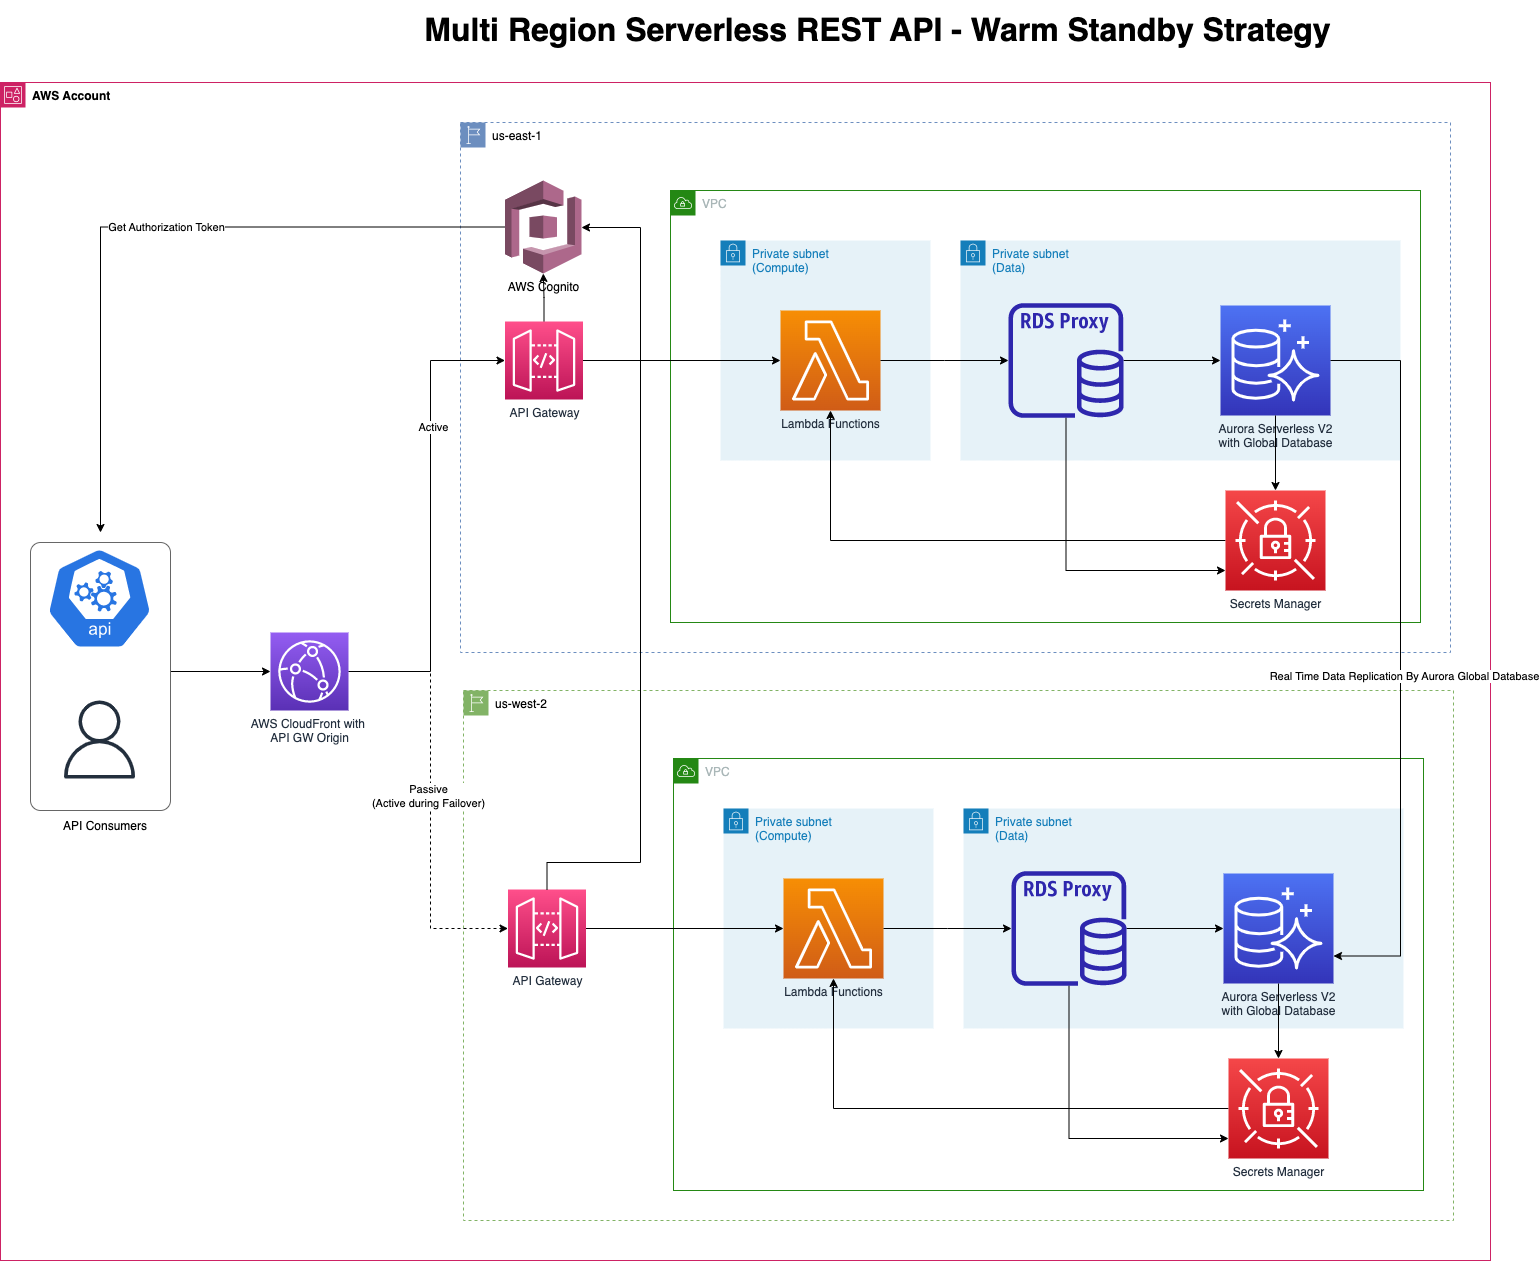 Multi Region Serverless REST API - Warm Standby Strategy
AWS Account
us-east-1
VPC
Private subnet
(Compute)
Private subnet
(Data)
Get Authorization Token
AWS Cognito
RDS Proxy
API Gateway
Lambda Functions
Aurora Serverless V2
with Global Database
Active
Secrets Manager
api
API Consumers
AWS CloudFront with
API GW Origin
Real Time Data Replication By Aurora Global Database
us-west-2
VPC
Passive
(Active during Failover)
Private subnet
(Compute)
Private subnet
(Data)
RDS Proxy
API Gateway
Lambda Functions
Aurora Serverless V2
with Global Database
Secrets Manager